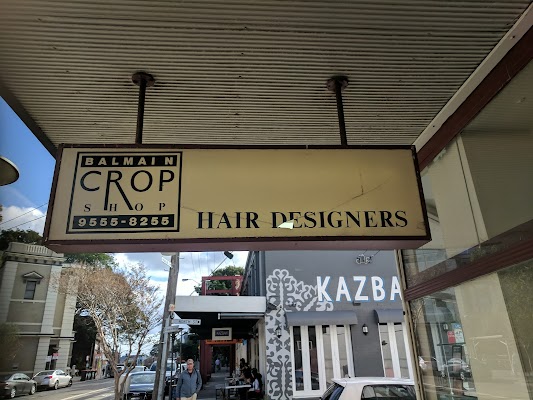 BALMAIN
CROP
SHOP
9555-8255
HAIR DESIGNERS
KAZBA